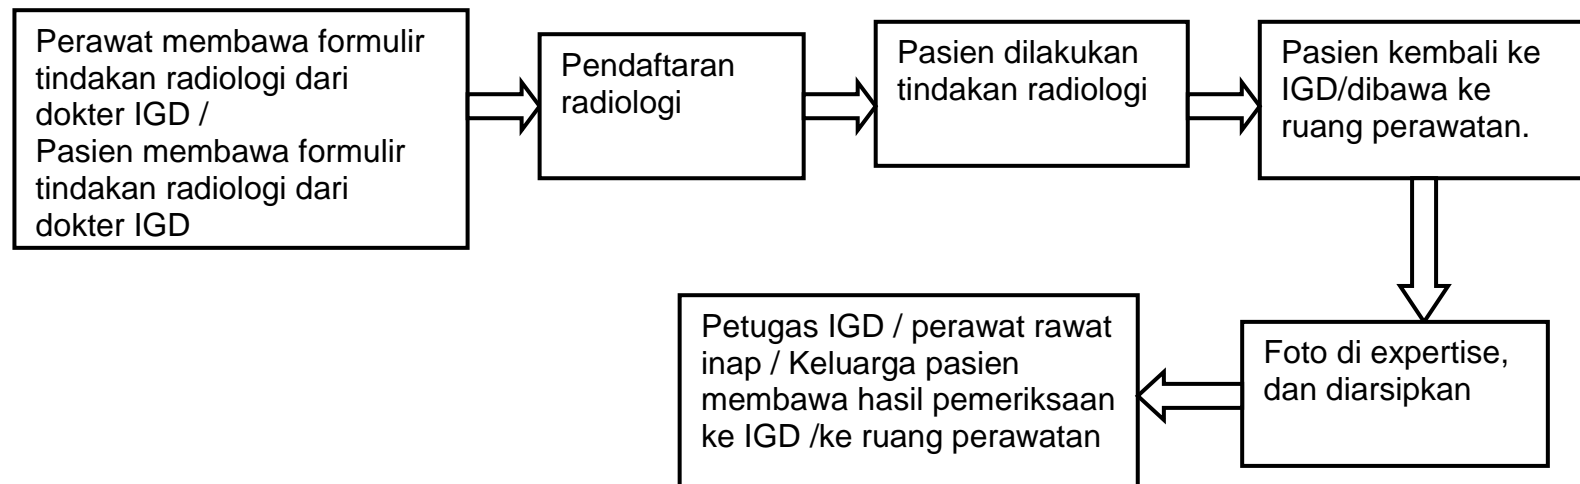 Perawat membawa formulir
tindakan radiologi dari
dokter IGD /
Pasien membawa formulir
tindakan radiologi dari
dokter IGD
Pendaftaran
radiologi
Pasien dilakukan
tindakan radiologi
Pasien kembali ke
IGD/dibawa ke
ruang perawatan.
Foto di expertise,
dan diarsipkan
Petugas IGD / perawat rawat
inap / Keluarga pasien
membawa hasil pemeriksaan
ke IGD /ke ruang perawatan